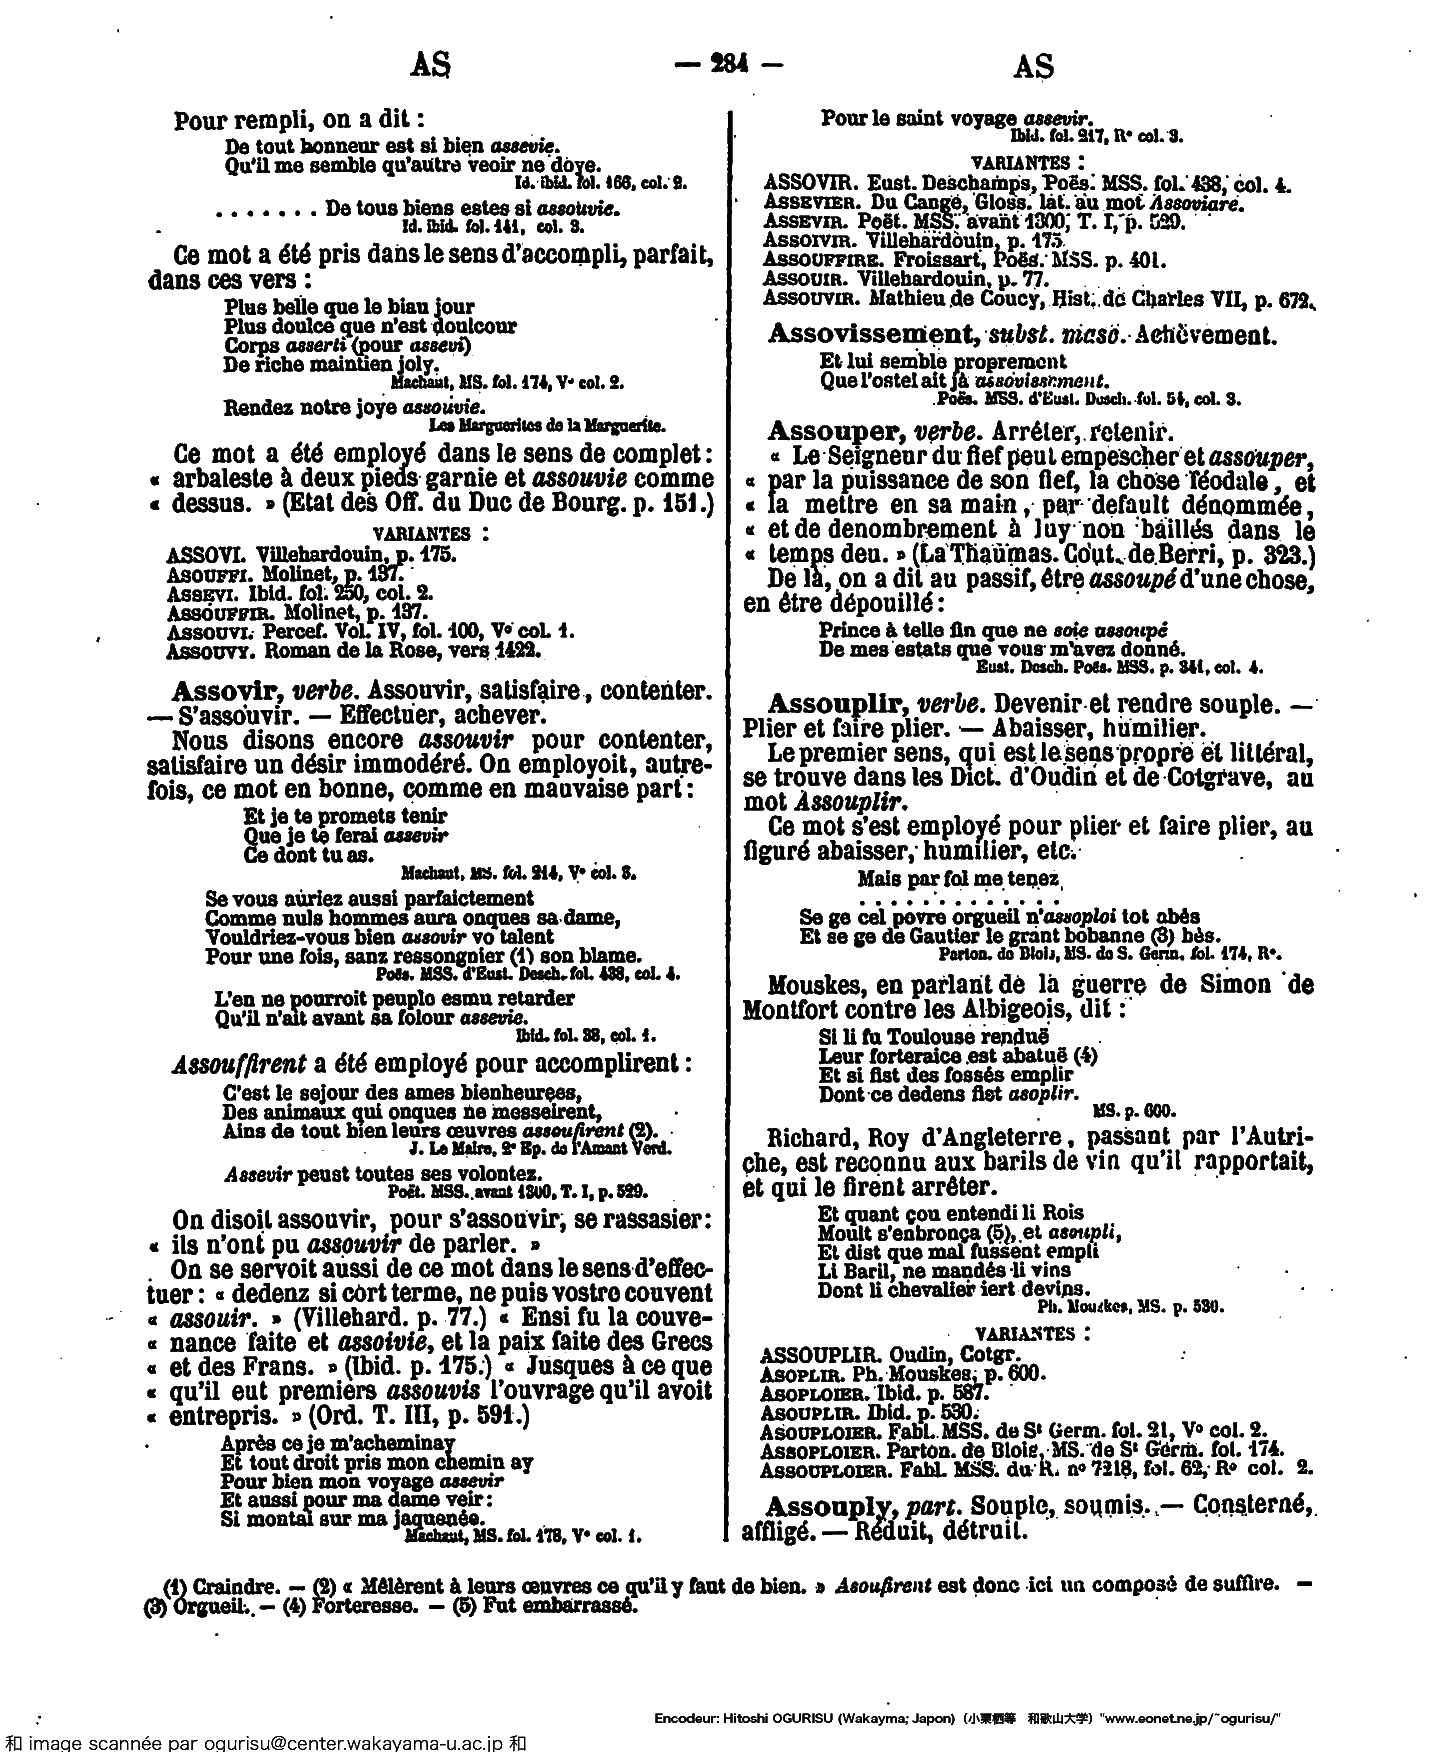 AS
— 284 —
AS
Pour rempli, on a dit :
De tout honneur est si bien assevie.
Qu'il me semble qu'autre veoir ne doye.
Id. ibid. fol. 166, col. 2.
. . . . . . . De tous biens estes si assouvie.
Id. Ibid. fol. 141, col. 3.
Ce mot a été pris dans le sens d'accompli, parfait,
dans ces vers :
Plus belle que le biau jour
Plus doulce que n'est doulcour
Corps asserti (pour assevi)
De riche maintien joly.
Machaut, MS. fol. 174, V° col. 2.
Rendez notre joye assouvie.
Les Marguerites de la Marguerite.
Ce mot a été employé dans le sens de complet :
« arbaleste à deux pieds garnie et assouvie comme
« dessus. » (Etat des Off. du Duc de Bourg. p. 151.)
VARIANTES :
ASSOVI. Villehardouin, p. 175.
ASOUFFI. Molinet, p. 137.
ASSEVI. Ibid. fol. 250, col. 2.
ASSOUFFIR. Molinet, p. 137.
ASSOUVI. Percef. Vol. IV, fol. 100, V° col. 1.
ASSOUVY. Roman de la Rose, vers 1422.
Assovir, verbe. Assouvir, satisfaire, contenter.
— S'assouvir. — Effectuer, achever.
Nous disons encore assouvir pour contenter,
satisfaire un désir immodéré. On employoit, autre-
fois, ce mot en bonne, comme en mauvaise part :
Et je te promets tenir
Que je te ferai assevir
Ce dont tu as.
Machaut, MS. fol. 214, V° col. 3.
Se vous auriez aussi parfaictement
Comme nuls hommes aura onques sa dame,
Vouldriez-vous bien assovir vo talent
Pour une fois, sanz ressongnier (1) son blame.
Poës. MSS. d'Eust. Desch. fol. 438, col. 4.
L'en ne pourroit peuple esmu retarder
Qu'il n'ait avant sa folour assevie.
Ibid. fol. 38, col. 1.
Assouffirent a été employé pour accomplirent :
C'est le sejour des ames bienheurees,
Des animaux qui onques ne messeirent,
Ains de tout bien leurs œuvres assoufirent (2).
J. Le Maire, 2e Ep. de l'Amant Verd.
Assevir peust toutes ses volontez.
Poët. MSS. avant 1300, T. I, p. 529.
On disoit assouvir, pour s'assouvir, se rassasier :
« ils n'ont pu assouvir de parler. »
On se servoit aussi de ce mot dans le sens d'effec-
tuer : « dedenz si cort terme, ne puis vostre couvent
« assouir. » (Villehard. p. 77.) « Ensi fu la couve-
« nance faite et assoivie, et la paix faite des Grecs
« et des Frans. » (Ibid. p. 175.) « Jusques à ce que
« qu'il eut premiers assouvis l'ouvrage qu'il avoit
« entrepris. » (Ord. T. III, p. 591.)
Après ce je m'acheminay
Et tout droit pris mon chemin ay
Pour bien mon voyage assevir
Et aussi pour ma dame veir :
Si montai sur ma jaquenée.
Machaut, MS. fol. 178, V° col. 1.
Pour le saint voyage assevir.
Ibid. fol. 217, R° col. 3.
VARIANTES :
ASSOVIR. Eust. Deschamps, Poës. MSS. fol. 438, col. 4.
ASSEVIER. Du Cange, Gloss. lat. au mot Assoviare.
ASSEVIR. Poët. MSS. avant 1300, T. I, p. 529.
ASSOIVIR. Villehardouin, p. 175.
ASSOUFFIRE. Froissart, Poës. MSS. p. 401.
ASSOUIR. Villehardouin, p. 77.
ASSOUVIR. Mathieu de Coucy, Hist. de Charles VII, p. 672.
Assovissement, subst. masc. Achèvement.
Et lui semble proprement
Que l'ostel ait jà assovissement.
Poës. MSS. d'Eust. Desch. fol. 54, col. 3.
Assouper, verbe. Arrêter, retenir.
« Le Seigneur du fief peut empescher et assouper,
« par la puissance de son fief, la chose féodale, et
« la mettre en sa main, par default dénommée,
« et de denombrement à luy non baillés dans le
« temps deu. » (La Thaumas. Cout. de Berri, p. 323.)
De là, on a dit au passif, être assoupé d'une chose,
en être dépouillé :
Prince à telle fin que ne soie assoupé
De mes estats que vous m'avez donné.
Eust. Desch. Poës. MSS. p. 341, col. 4.
Assouplir, verbe. Devenir et rendre souple. —
Plier et faire plier. — Abaisser, humilier.
Le premier sens, qui est le sens propre et littéral,
se trouve dans les Dict. d'Oudin et de Cotgrave, au
mot Assouplir.
Ce mot s'est employé pour plier et faire plier, au
figuré abaisser, humilier, etc.
Mais par foi me tenez
. . . . . . . . . . . . .
Se ge cel povre orgueil n'assoploi tot abés
Et se ge de Gautier le grant bobanne (3) bés.
Parton. de Blois, MS. de S. Germ. fol. 174, R°.
Mouskes, en parlant de la guerre de Simon de
Montfort contre les Albigeois, dit :
Si li fu Toulouse renduë
Leur forteraice est abatuë (4)
Et si fist des fossés emplir
Dont ce dedens fist asoplir.
MS. p. 600.
Richard, Roy d'Angleterre, passant par l'Autri-
che, est reconnu aux barils de vin qu'il rapportait,
et qui le firent arrêter.
Et quant çou entendi li Rois
Moult s'enbronça (5), et asoupli,
Et dist que mal fussent empli
Li Baril, ne mandés li vins
Dont li chevalier iert devins.
Ph. Mouskes, MS. p. 530.
VARIANTES :
ASSOUPLIR. Oudin, Cotgr.
ASOPLIR. Ph. Mouskes, p. 600.
ASOPLOIER. Ibid. p. 587.
ASOUPLIR. Ibid. p. 530.
ASOUPLOIER. Fabl. MSS. de St Germ. fol. 21, V° col. 2.
ASSOPLOIER. Parton. de Blois, MS. de St Germ. fol. 174.
ASSOUPLOIER. Fabl. MSS. du R. n° 7218, fol. 62, R° col. 2.
Assouply, part. Souple, soumis. — Consterné,
affligé. — Réduit, détruit.
(1) Craindre. — (2) « Mêlèrent à leurs œuvres ce qu'il y faut de bien. » Asoufirent est donc ici un composé de suffire. —
(3) Orgueil. — (4) Forteresse. — (5) Fut embarrassé.
Encodeur: Hitoshi OGURISU (Wakayma; Japon)（小栗栖等　和歌山大学）"www.eonet.ne.jp/~ogurisu/"
和 image scannée par ogurisu@center.wakayama-u.ac.jp 和